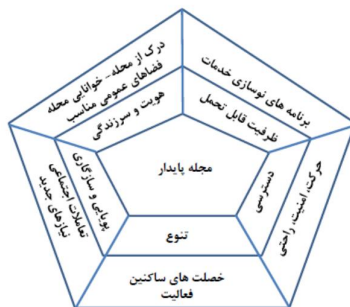 درک از محله- خوانایی محله
فضاهای عمومی مناسب
هویت و سرزندگی
برنامه های نوسازی خدمات
ظرفیت قابل تحمل
حرکت، امنیت، راحتی
دسترسی
محله پایدار
پویایی و سازگاری
تعاملات اجتماعی
نیازهای جدید
تنوع
خصلت های ساکنین
فعالیت